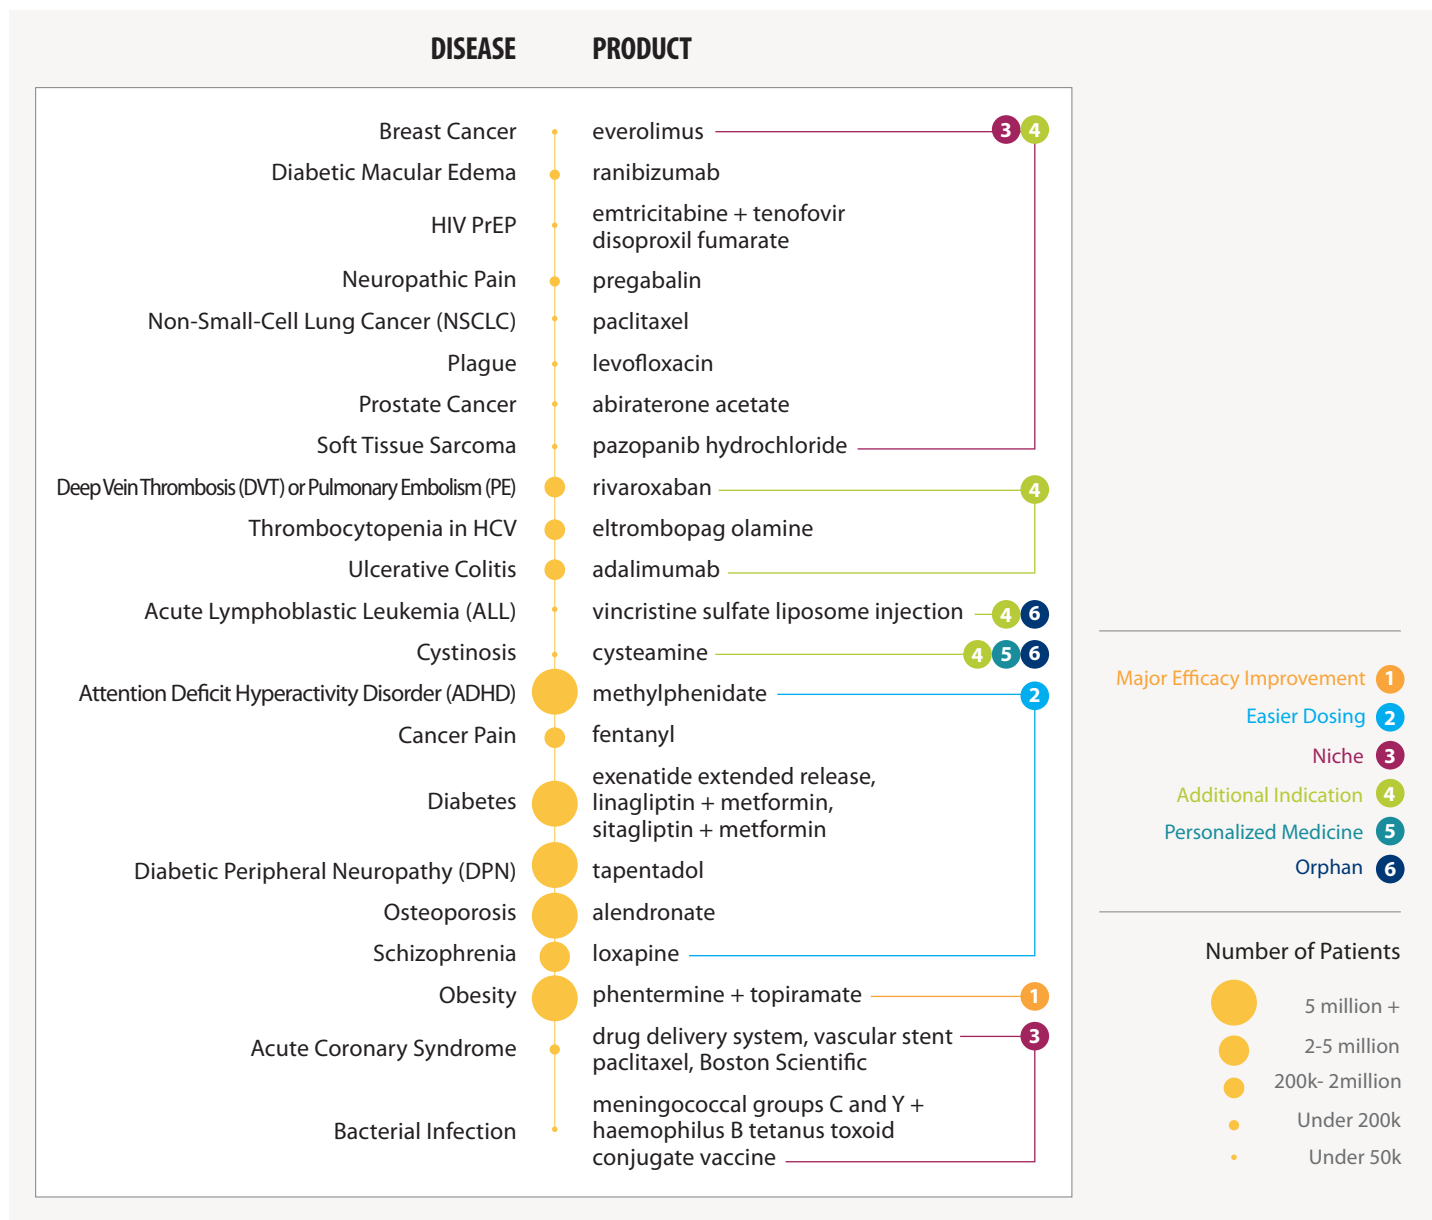 DISEASE PRODUCT
Breast Cancer everolimus 3 4
Diabetic Macular Edema ranibizumab
HIV PrEP emtricitabine + tenofovir
disoproxil fumarate
Neuropathic Pain pregabalin
Non-Small-Cell Lung Cancer (NSCLC) paclitaxel
Plague levofloxacin
Prostate Cancer abiraterone acetate
Soft Tissue Sarcoma pazopanib hydrochloride
Deep Vein Thrombosis (DVT) or Pulmonary Embolism (PE) rivaroxaban 4
Thrombocytopenia in HCV eltrombopag olamine
Ulcerative Colitis adalimumab
Acute Lymphoblastic Leukemia (ALL) vincristine sulfate liposome injection 4 6
Cystinosis cysteamine 4 5 6
Attention Deficit Hyperactivity Disorder (ADHD) methylphenidate 2
Cancer Pain fentanyl
exenatide extended release,
Diabetes linagliptin + metformin,
sitagliptin + metformin
Diabetic Peripheral Neuropathy (DPN) tapentadol
Osteoporosis alendronate
Schizophrenia loxapine
Obesity phentermine + topiramate 1
Acute Coronary Syndrome drug delivery system, vascular stent 3
paclitaxel, Boston Scientific
meningococcal groups C and Y +
Bacterial Infection haemophilus B tetanus toxoid
conjugate vaccine
Major Efficacy Improvement 1
Easier Dosing 2
Niche 3
Additional Indication 4
Personalized Medicine 5
Orphan 6
Number of Patients
5 million +
2-5 million
200k- 2million
Under 200k
Under 50k